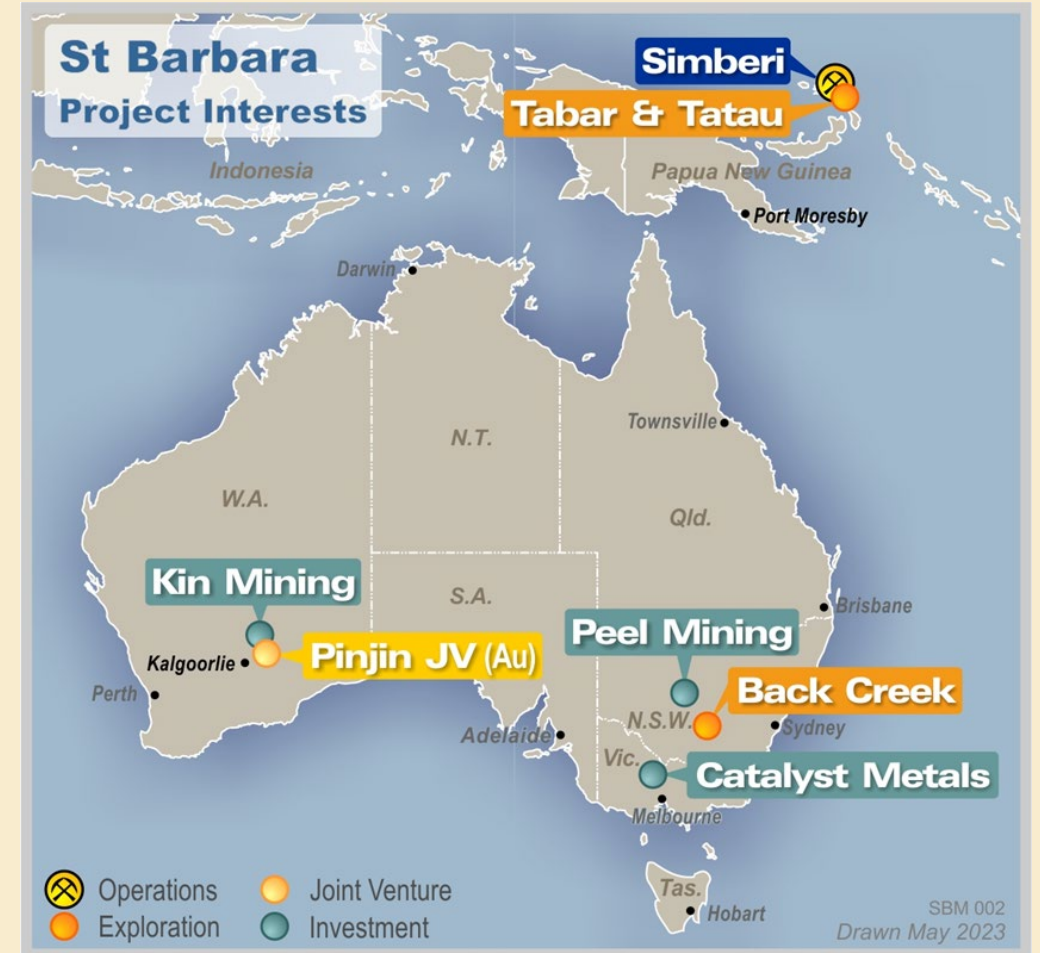 St Barbara
Project Interests
Simberi
Tabar & Tatau
Indonesia
Papua New Guinea
Port Moresby
Darwin
Townsville
N.T.
W.A.
Qld.
Kin Mining
S.A.
Brisbane
Peel Mining
Pinjin JV (Au)
Kalgoorlie
Perth
Back Creek
N.S.W.
Sydney
Adelaide
Vic.
Catalyst Metals
Melbourne
Tas.
Hobart
Operations
Joint Venture
Exploration
Investment
SBM 002
Drawn May 2023